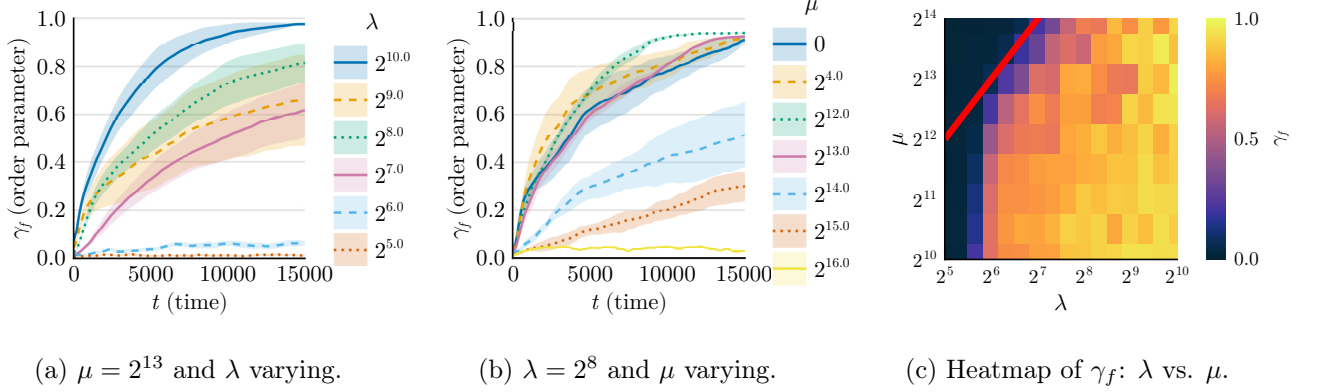 1.0
0.8
0.6
0.4
0.2
0.0
γ_f (order parameter)
0 5000 10000 15000
t (time)
λ
2^10.0
2^9.0
2^8.0
2^7.0
2^6.0
2^5.0
1.0
0.8
0.6
0.4
0.2
0.0
γ_f (order parameter)
0 5000 10000 15000
t (time)
μ
0
2^4.0
2^12.0
2^13.0
2^14.0
2^15.0
2^16.0
2^14
2^13
2^12
2^11
2^10
μ
2^5 2^6 2^7 2^8 2^9 2^10
λ
1.0
0.5
0.0
γ_f
(a) μ = 2^13 and λ varying.
(b) λ = 2^8 and μ varying.
(c) Heatmap of γ_f: λ vs. μ.